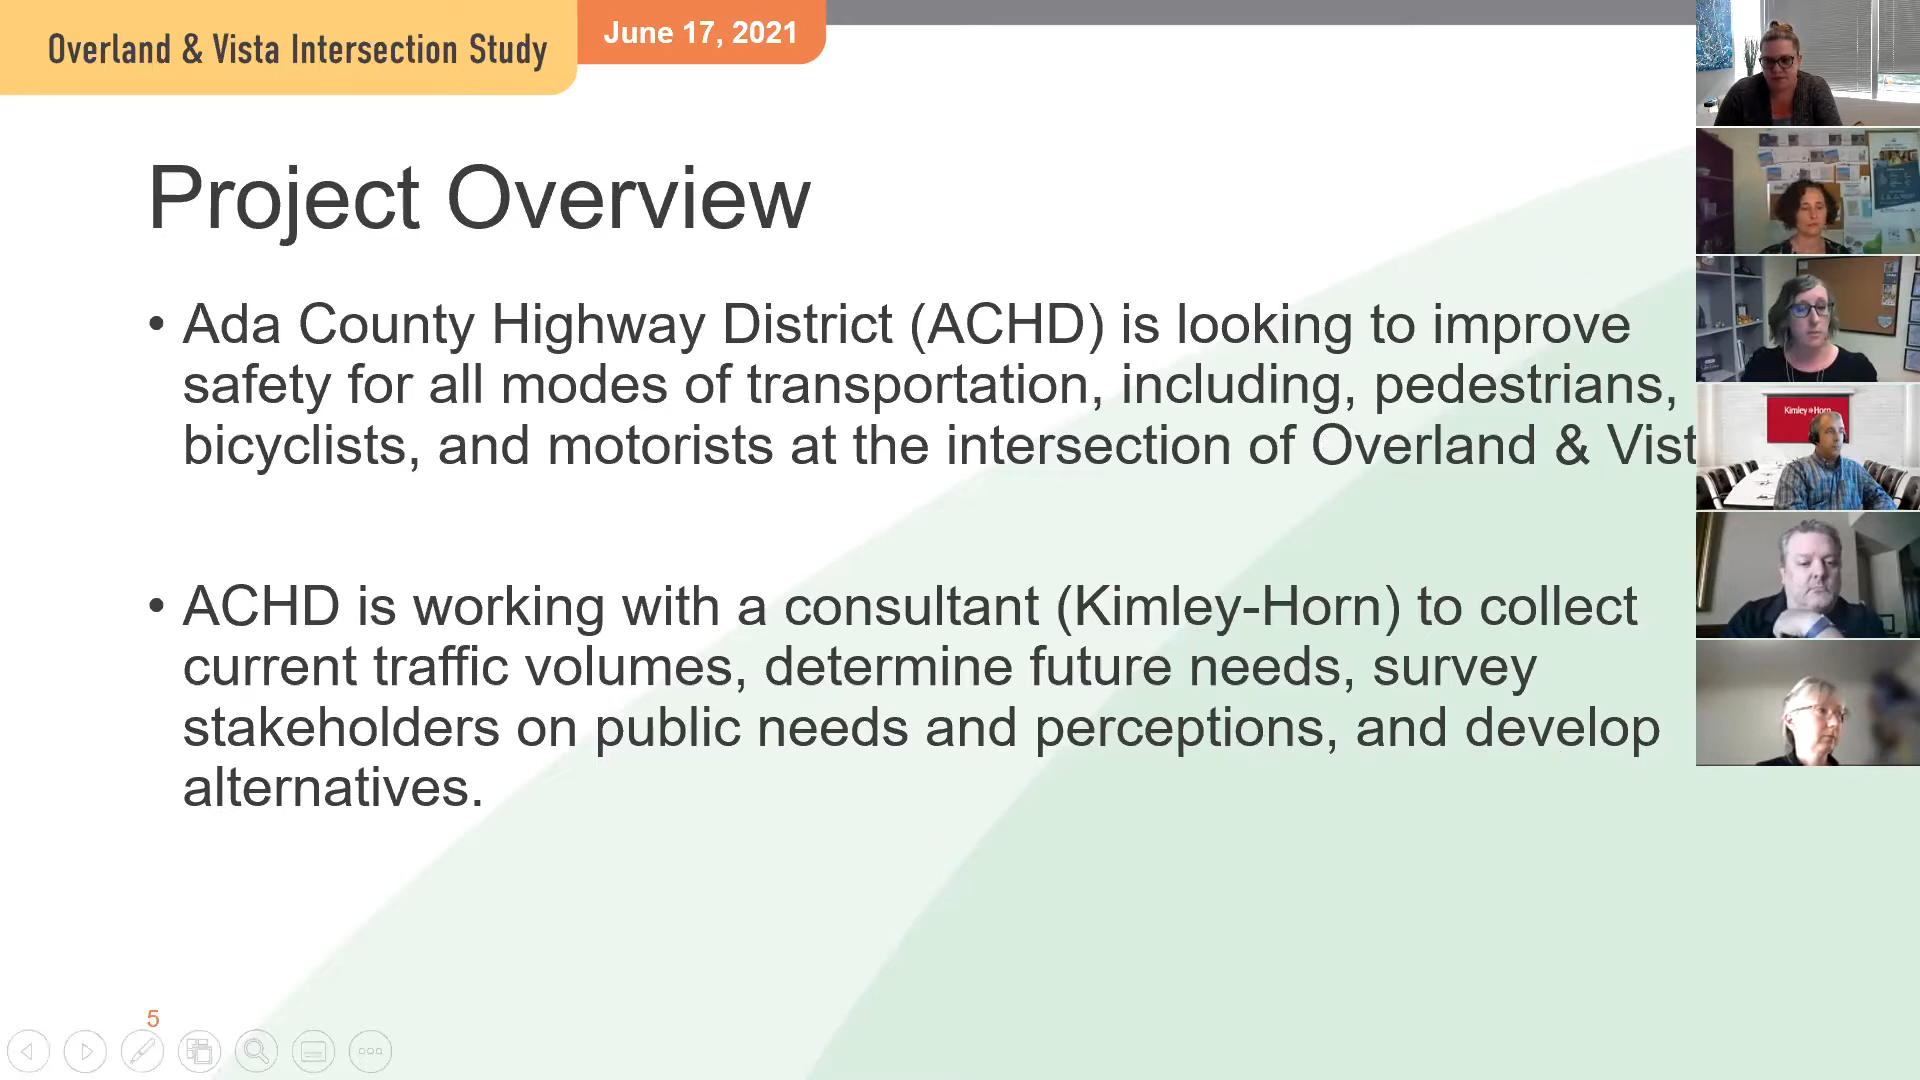 Overland & Vista Intersection Study
June 17, 2021
Project Overview
• Ada County Highway District (ACHD) is looking to improve
safety for all modes of transportation, including, pedestrians,
bicyclists, and motorists at the intersection of Overland & Vist
• ACHD is working with a consultant (Kimley-Horn) to collect
current traffic volumes, determine future needs, survey
stakeholders on public needs and perceptions, and develop
alternatives.
5
Kimley»Horn